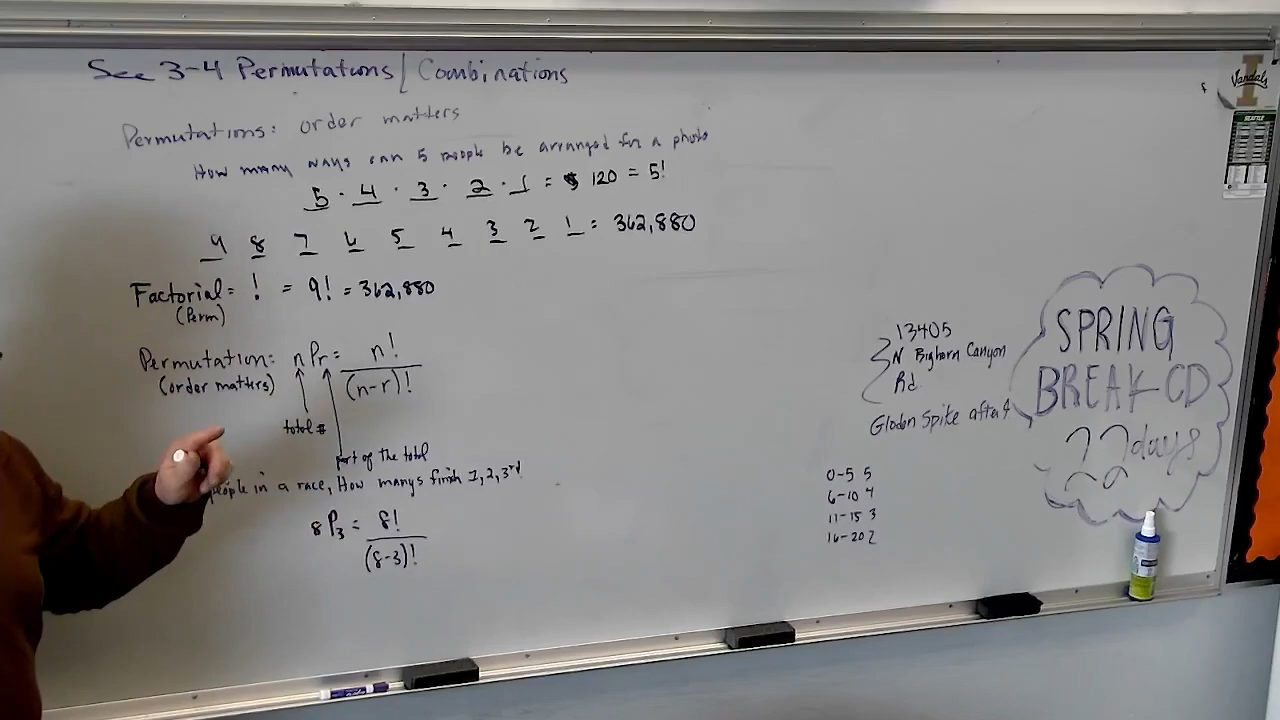 Sec 3-4 Permutations/Combinations
Permutations: order matters
How many ways can 5 people be arranged for a photo
5 · 4 · 3 · 2 · 1 = 120 = 5!
9 8 7 6 5 4 3 2 1 = 362,880
Factorial = ! = 9! = 362,880
(Perm)
Permutation: nPr = n!
(n-r)!
(order matters)
total #
part of the total
people in a race, How manys finish 1,2,3rd
8P3 = 8!
(8-3)!
13405
N Bighorn Canyon
Rd.
Glodon Spike after
0-5 5
6-10 4
11-15 3
16-20 2
SPRING
BREAK-CD
22days
Vandals
SEATTLE